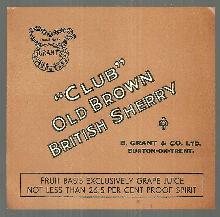 GRANT
"CLUB"
OLD BROWN
BRITISH SHERRY
B. GRANT & CO. LTD.
BURTON-ON-TRENT.
FRUIT BASIS EXCLUSIVELY GRAPE JUICE
NOT LESS THAN 26.5 PER CENT PROOF SPIRIT